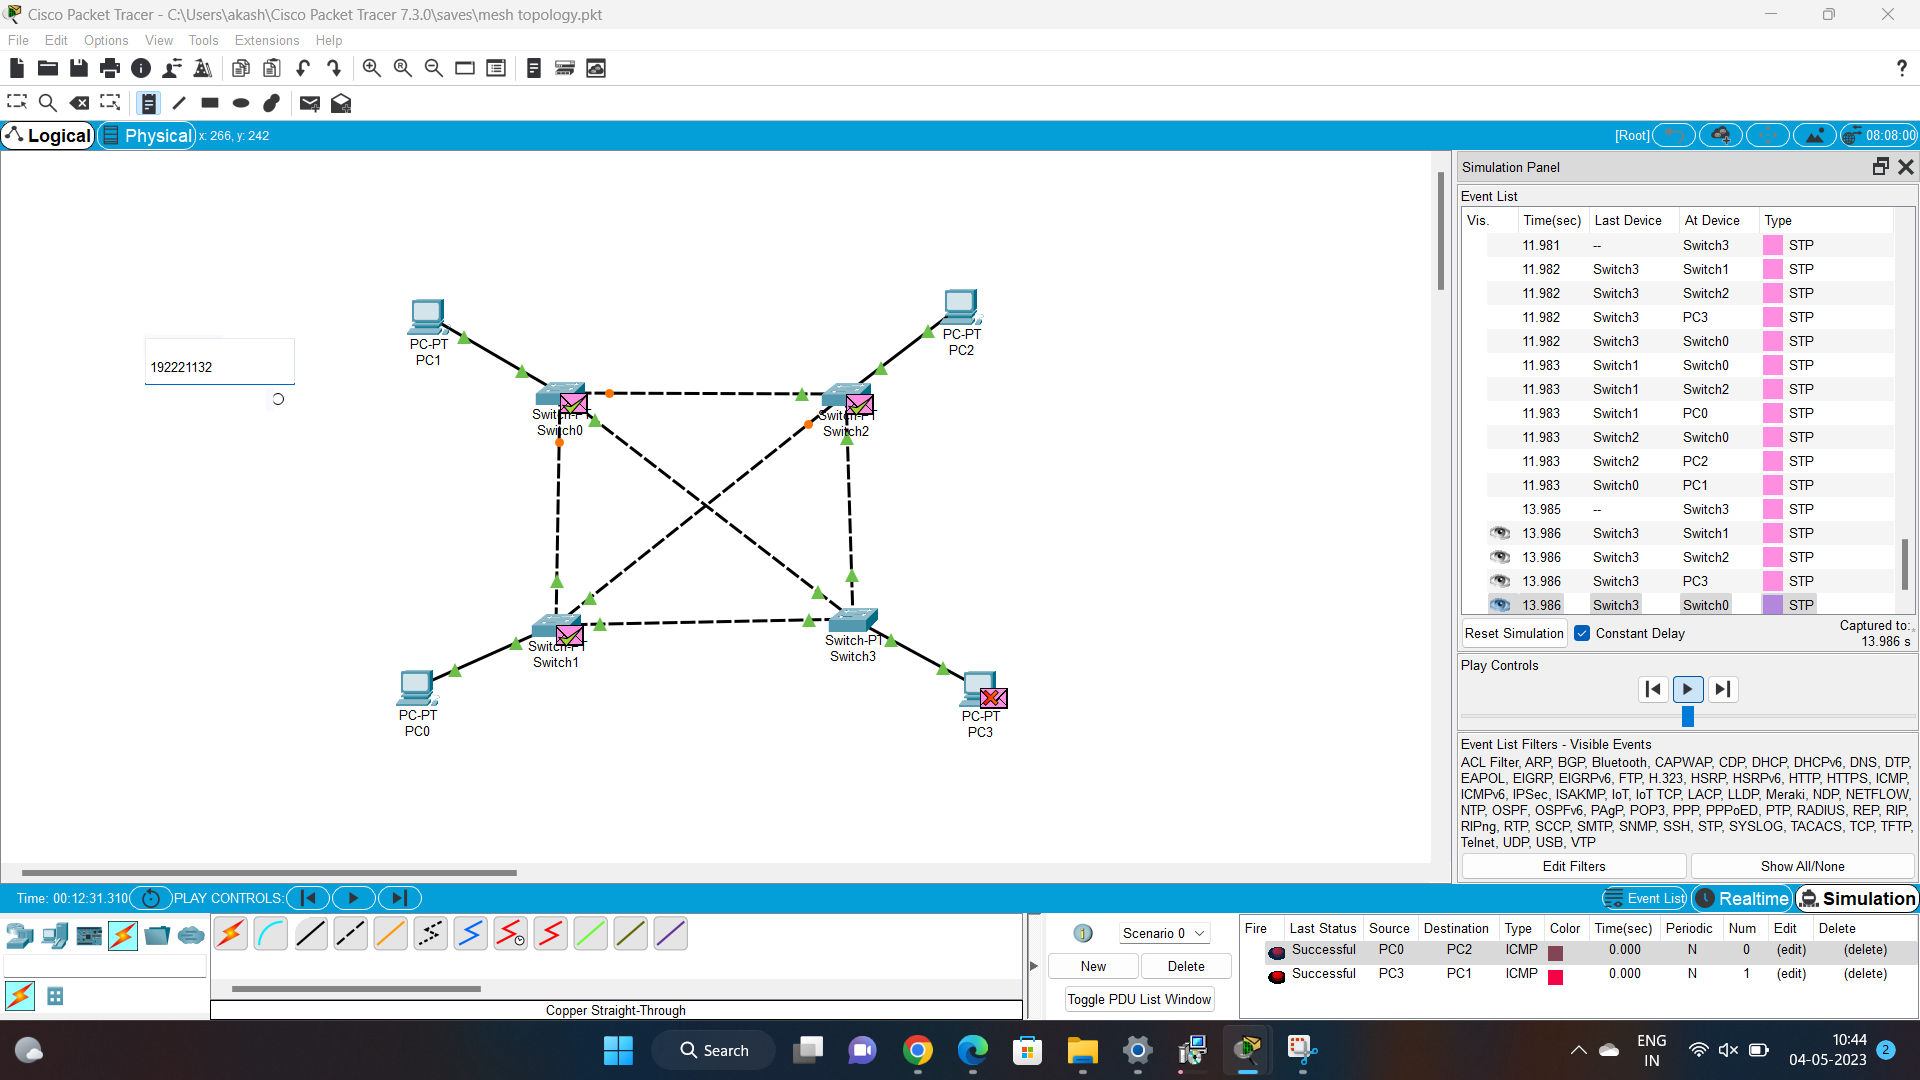 Cisco Packet Tracer - C:\Users\akash\Cisco Packet Tracer 7.3.0\saves\mesh topology.pkt
File Edit Options View Tools Extensions Help
Logical Physical x: 266, y: 242 [Root] 08:08:00
Simulation Panel
Event List
Vis. Time(sec) Last Device At Device Type
11.981 -- Switch3 STP
11.982 Switch3 Switch1 STP
11.982 Switch3 Switch2 STP
11.982 Switch3 PC3 STP
11.982 Switch3 Switch0 STP
11.983 Switch1 Switch0 STP
11.983 Switch1 Switch2 STP
11.983 Switch1 PC0 STP
11.983 Switch2 Switch0 STP
11.983 Switch2 PC2 STP
11.983 Switch0 PC1 STP
13.985 -- Switch3 STP
13.986 Switch3 Switch1 STP
13.986 Switch3 Switch2 STP
13.986 Switch3 PC3 STP
13.986 Switch3 Switch0 STP
Reset Simulation Constant Delay Captured to:
13.986 s
Play Controls
Event List Filters - Visible Events
ACL Filter, ARP, BGP, Bluetooth, CAPWAP, CDP, DHCP, DHCPv6, DNS, DTP,
EAPOL, EIGRP, EIGRPv6, FTP, H.323, HSRP, HSRPv6, HTTP, HTTPS, ICMP,
ICMPv6, IPSec, ISAKMP, IoT, IoT TCP, LACP, LLDP, Meraki, NDP, NETFLOW,
NTP, OSPF, OSPFv6, PAgP, POP3, PPP, PPPoED, PTP, RADIUS, REP, RIP,
RIPng, RTP, SCCP, SMTP, SNMP, SSH, STP, SYSLOG, TACACS, TCP, TFTP,
Telnet, UDP, USB, VTP
Edit Filters Show All/None
192221132
PC-PT
PC1
PC-PT
PC2
Switch-PT
Switch0
Switch-PT
Switch2
Switch-PT
Switch1
Switch-PT
Switch3
PC-PT
PC0
PC-PT
PC3
Time: 00:12:31.310 PLAY CONTROLS: Event List Realtime Simulation
Scenario 0
New Delete
Toggle PDU List Window
Copper Straight-Through
Fire Last Status Source Destination Type Color Time(sec) Periodic Num Edit Delete
Successful PC0 PC2 ICMP 0.000 N 0 (edit) (delete)
Successful PC3 PC1 ICMP 0.000 N 1 (edit) (delete)
Search
ENG
IN
10:44
04-05-2023
2